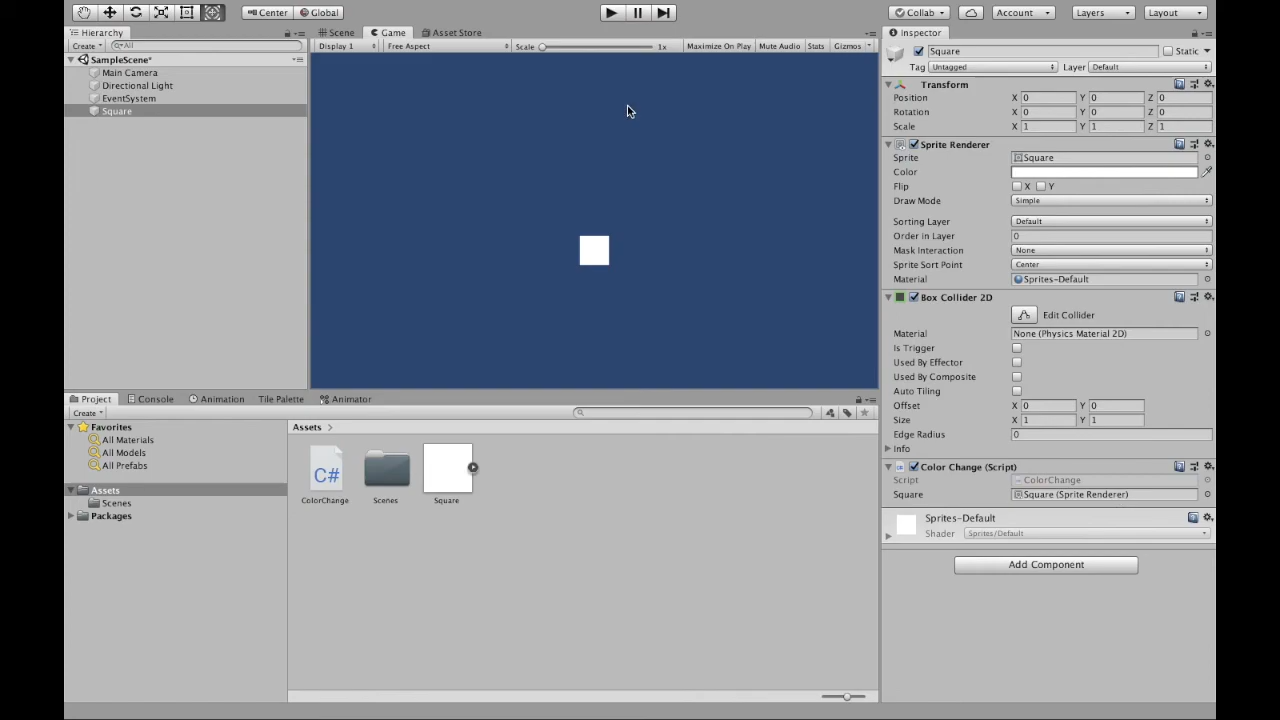 Center Global Collab Account Layers Layout
Hierarchy
Create All
SampleScene*
Main Camera
Directional Light
EventSystem
Square
Scene Game Asset Store
Display 1 Free Aspect Scale 1x Maximize On Play Mute Audio Stats Gizmos
Inspector
Square Static
Tag Untagged Layer Default
Transform
Position X 0 Y 0 Z 0
Rotation X 0 Y 0 Z 0
Scale X 1 Y 1 Z 1
Sprite Renderer
Sprite Square
Color
Flip X Y
Draw Mode Simple
Sorting Layer Default
Order in Layer 0
Mask Interaction None
Sprite Sort Point Center
Material Sprites-Default
Box Collider 2D
Edit Collider
Material None (Physics Material 2D)
Is Trigger
Used By Effector
Used By Composite
Auto Tiling
Offset X 0 Y 0
Size X 1 Y 1
Edge Radius 0
Info
Color Change (Script)
Script ColorChange
Square Square (Sprite Renderer)
Sprites-Default
Shader Sprites/Default
Add Component
Project Console Animation Tile Palette Animator
Create
Favorites
All Materials
All Models
All Prefabs
Assets
Scenes
Packages
Assets
C#
ColorChange Scenes Square